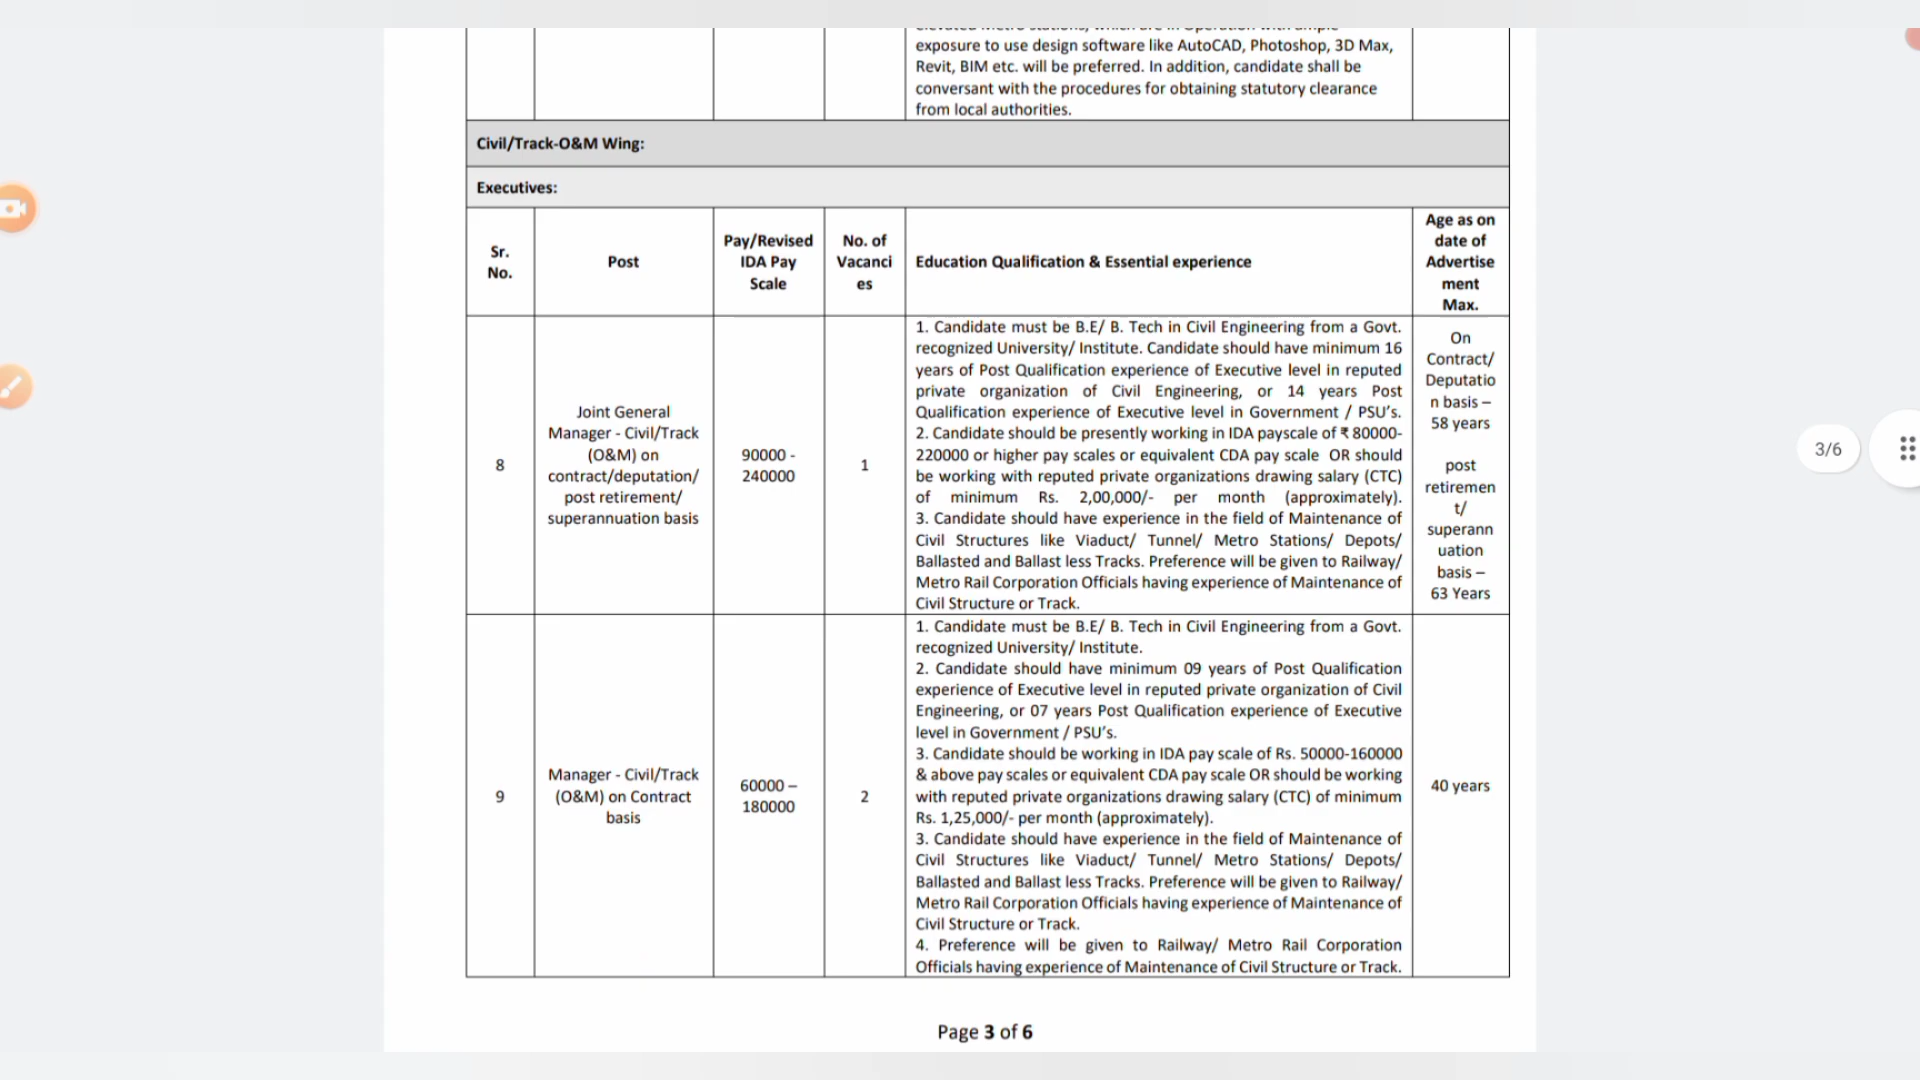 exposure to use design software like AutoCAD, Photoshop, 3D Max,
Revit, BIM etc. will be preferred. In addition, candidate shall be
conversant with the procedures for obtaining statutory clearance
from local authorities.
Civil/Track-O&M Wing:
Executives:
Sr.
No.
Post
Pay/Revised
IDA Pay
Scale
No. of
Vacanci
es
Education Qualification & Essential experience
Age as on
date of
Advertise
ment
Max.
8
Joint General
Manager - Civil/Track
(O&M) on
contract/deputation/
post retirement/
superannuation basis
90000 -
240000
1
1. Candidate must be B.E/ B. Tech in Civil Engineering from a Govt.
recognized University/ Institute. Candidate should have minimum 16
years of Post Qualification experience of Executive level in reputed
private organization of Civil Engineering, or 14 years Post
Qualification experience of Executive level in Government / PSU's.
2. Candidate should be presently working in IDA payscale of ₹ 80000-
220000 or higher pay scales or equivalent CDA pay scale OR should
be working with reputed private organizations drawing salary (CTC)
of minimum Rs. 2,00,000/- per month (approximately).
3. Candidate should have experience in the field of Maintenance of
Civil Structures like Viaduct/ Tunnel/ Metro Stations/ Depots/
Ballasted and Ballast less Tracks. Preference will be given to Railway/
Metro Rail Corporation Officials having experience of Maintenance of
Civil Structure or Track.
On
Contract/
Deputatio
n basis –
58 years
post
retiremen
t/
superann
uation
basis –
63 Years
9
Manager - Civil/Track
(O&M) on Contract
basis
60000 –
180000
2
1. Candidate must be B.E/ B. Tech in Civil Engineering from a Govt.
recognized University/ Institute.
2. Candidate should have minimum 09 years of Post Qualification
experience of Executive level in reputed private organization of Civil
Engineering, or 07 years Post Qualification experience of Executive
level in Government / PSU's.
3. Candidate should be working in IDA pay scale of Rs. 50000-160000
& above pay scales or equivalent CDA pay scale OR should be working
with reputed private organizations drawing salary (CTC) of minimum
Rs. 1,25,000/- per month (approximately).
3. Candidate should have experience in the field of Maintenance of
Civil Structures like Viaduct/ Tunnel/ Metro Stations/ Depots/
Ballasted and Ballast less Tracks. Preference will be given to Railway/
Metro Rail Corporation Officials having experience of Maintenance of
Civil Structure or Track.
4. Preference will be given to Railway/ Metro Rail Corporation
Officials having experience of Maintenance of Civil Structure or Track.
40 years
3/6
Page 3 of 6